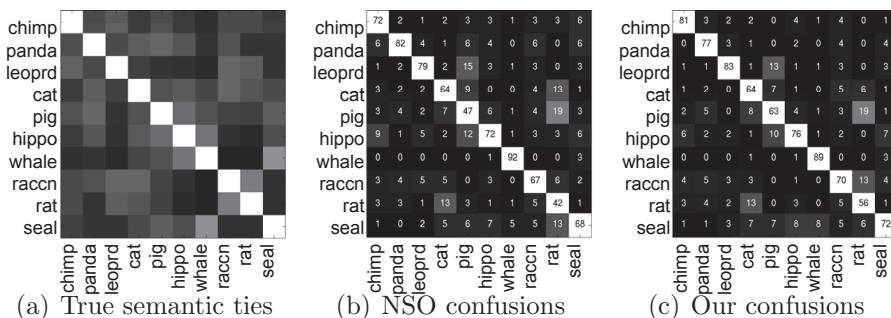 chimp
panda
leoprd
cat
pig
hippo
whale
raccn
rat
seal
chimp panda leoprd cat pig hippo whale raccn rat seal
(a) True semantic ties
chimp 72 2 1 2 3 3 1 3 3 6
panda 6 82 4 1 6 4 0 6 0 6
leoprd 1 2 79 2 15 3 1 1 1 3
cat 3 1 2 64 9 0 0 4 13 1
pig 3 4 2 7 47 6 1 4 19 3
hippo 9 1 5 2 12 72 1 3 3 6
whale 0 0 0 0 0 1 92 0 0 3
raccn 3 4 5 5 3 3 0 67 6 2
rat 3 3 1 13 4 1 0 5 42 1
seal 1 0 2 5 6 7 5 5 13 68
chimp panda leoprd cat pig hippo whale raccn rat seal
(b) NSO confusions
chimp 81 3 2 2 0 3 1 4 0 1
panda 0 77 3 1 0 2 0 4 0 4
leoprd 1 1 83 1 13 1 0 1 1 0
cat 3 1 2 64 7 1 0 5 6 1
pig 2 5 0 8 63 4 1 3 19 1
hippo 6 2 2 1 10 76 1 1 0 7
whale 0 0 0 0 0 1 89 0 0 3
raccn 4 5 3 3 0 1 0 70 13 4
rat 3 4 2 13 0 3 0 5 56 1
seal 1 1 3 7 7 8 8 5 6 72
chimp panda leoprd cat pig hippo whale raccn rat seal
(c) Our confusions